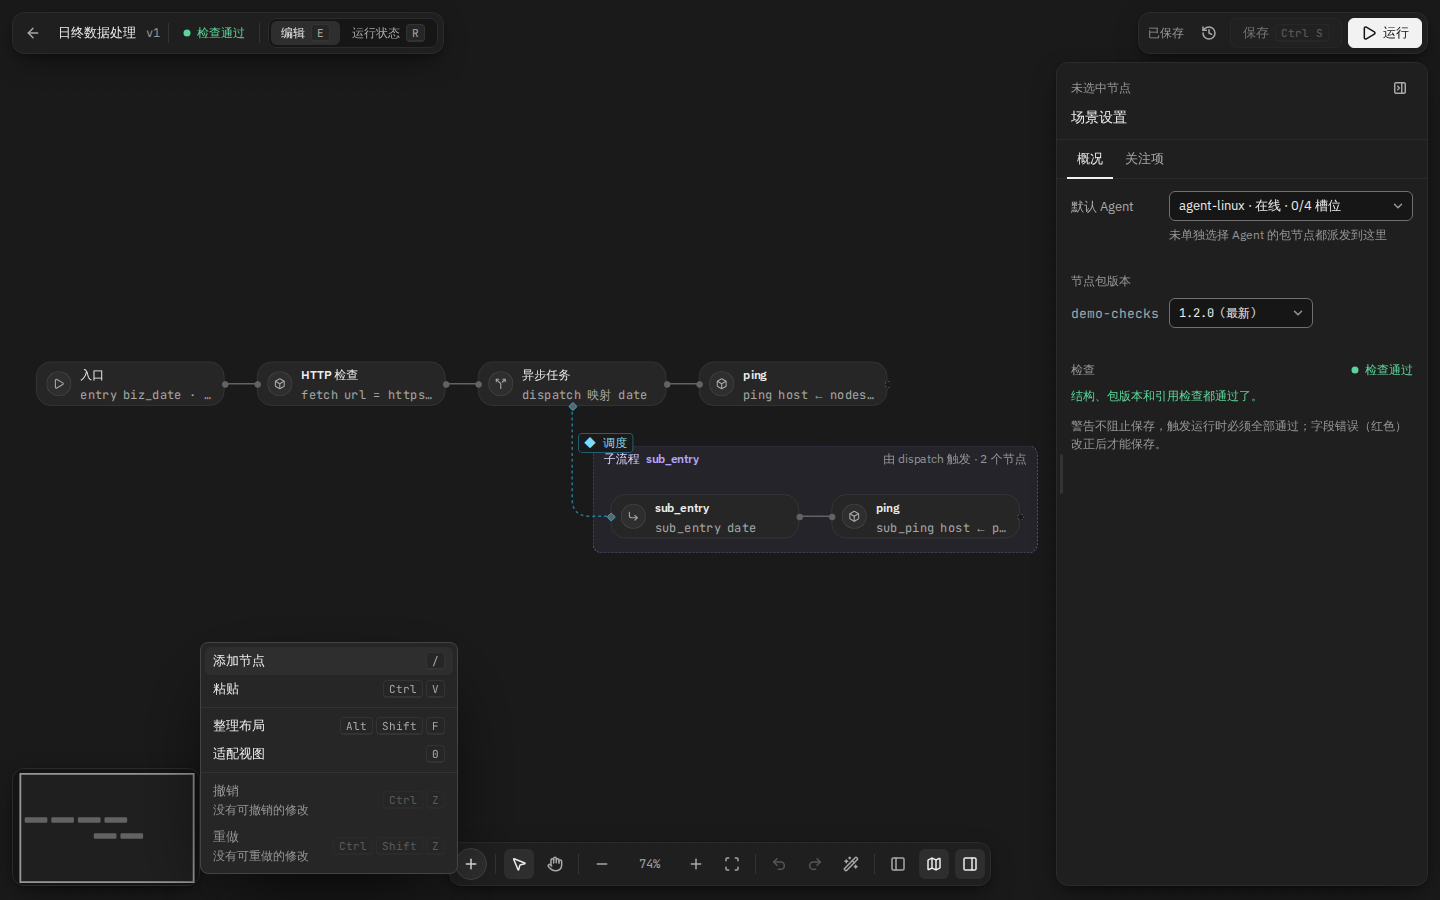 日终数据处理 v1 检查通过 编辑 E 运行状态 R
已保存 保存 Ctrl S 运行
未选中节点
场景设置
概况 关注项
默认 Agent agent-linux · 在线 · 0/4 槽位
未单独选择 Agent 的包节点都派发到这里
节点包版本
demo-checks 1.2.0 (最新)
检查 检查通过
结构、包版本和引用检查都通过了。
警告不阻止保存，触发运行时必须全部通过；字段错误（红色）
改正后才能保存。
入口
entry biz_date · …
HTTP 检查
fetch url = https…
异步任务
dispatch 映射 date
ping
ping host ← nodes…
调度
子流程 sub_entry 由 dispatch 触发 · 2 个节点
sub_entry
sub_entry date
ping
sub_ping host ← p…
添加节点 /
粘贴 Ctrl V
整理布局 Alt Shift F
适配视图 0
撤销 Ctrl Z
没有可撤销的修改
重做 Ctrl Shift Z
没有可重做的修改
74%